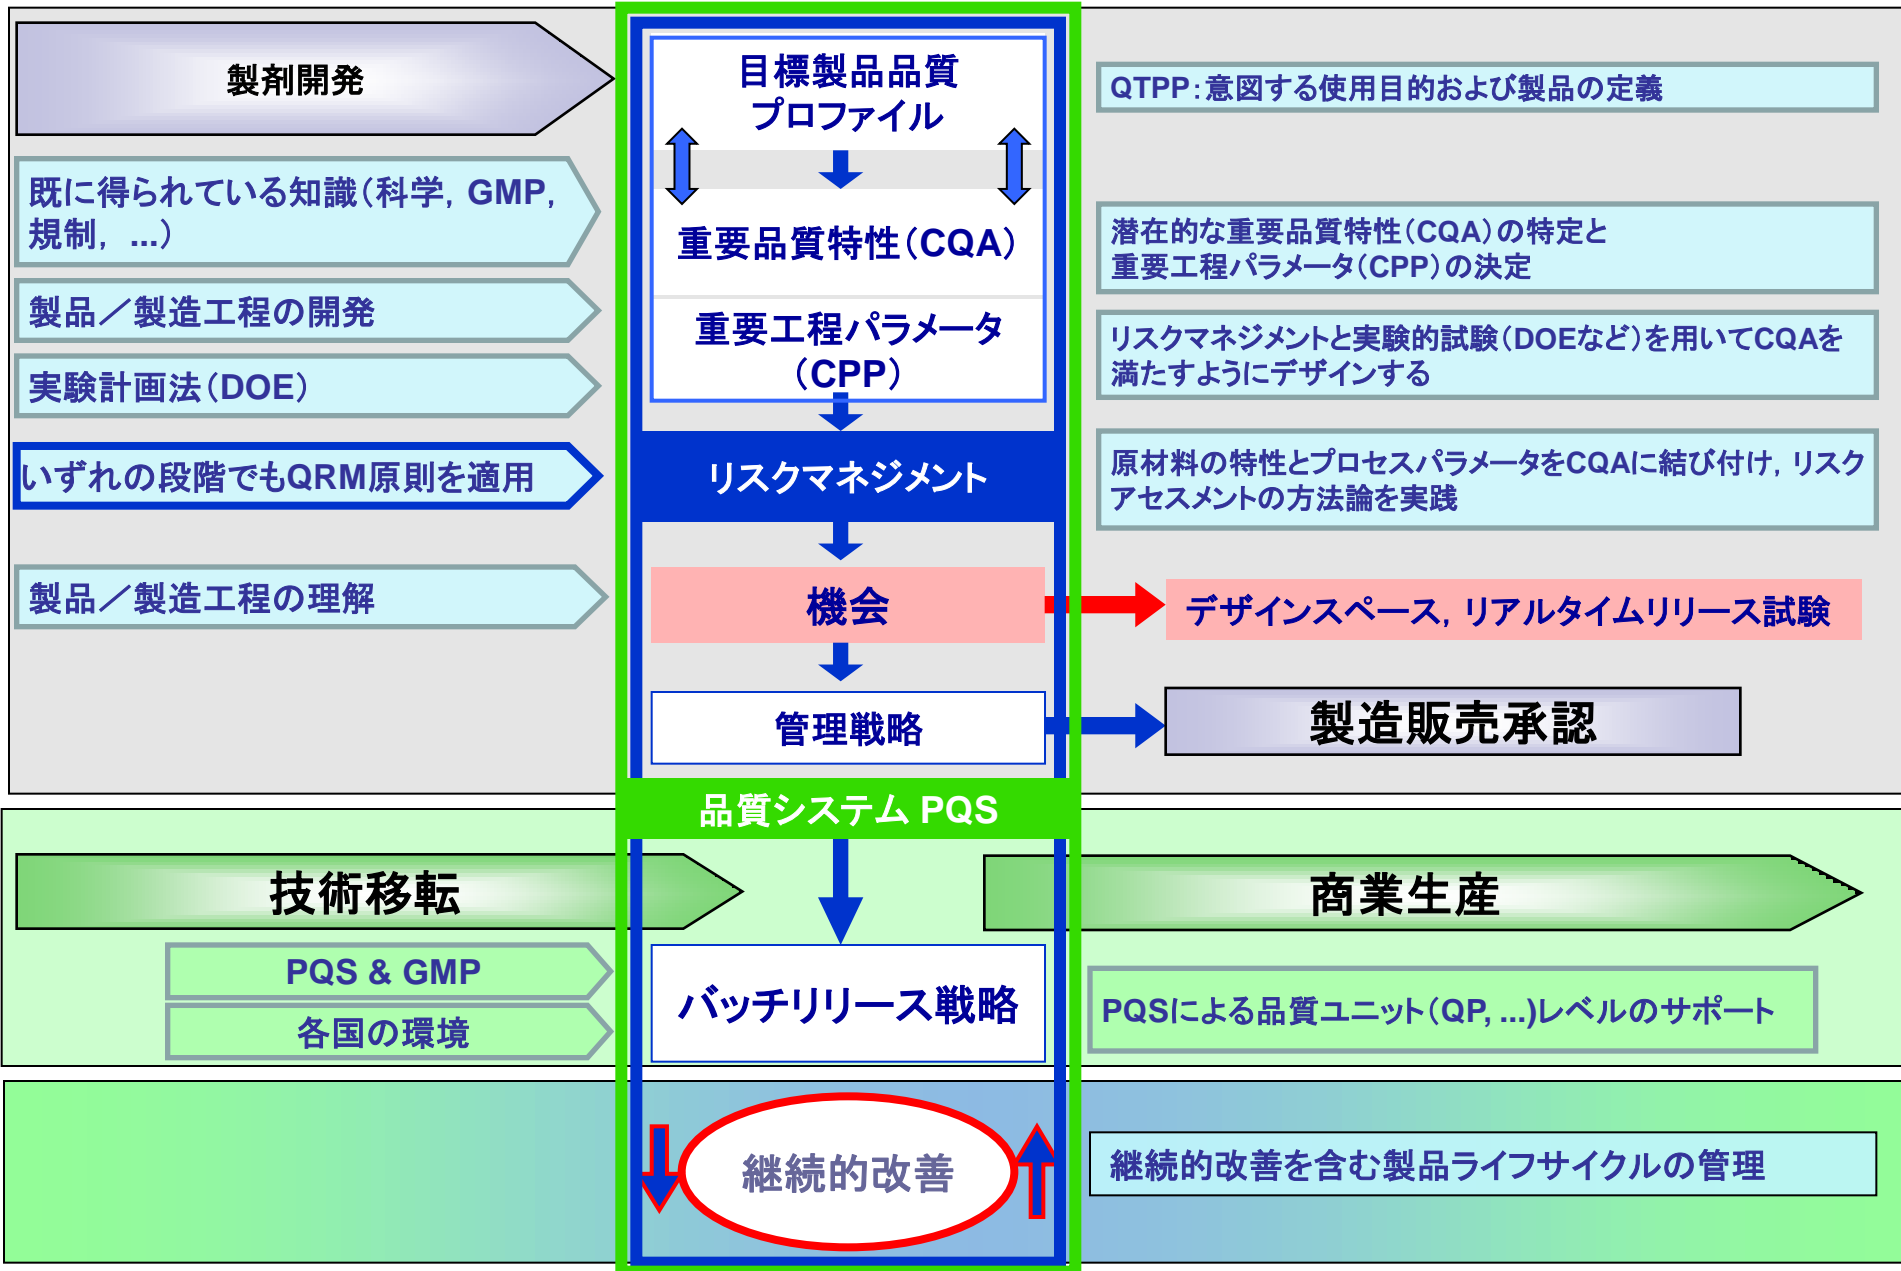 製剤開発
既に得られている知識（科学，GMP，
規制，...）
製品／製造工程の開発
実験計画法（DOE）
いずれの段階でもQRM原則を適用
製品／製造工程の理解
目標製品品質
プロファイル
重要品質特性（CQA）
重要工程パラメータ
（CPP）
リスクマネジメント
機会
管理戦略
QTPP：意図する使用目的および製品の定義
潜在的な重要品質特性（CQA）の特定と
重要工程パラメータ（CPP）の決定
リスクマネジメントと実験的試験（DOEなど）を用いてCQAを
満たすようにデザインする
原材料の特性とプロセスパラメータをCQAに結び付け，リスク
アセスメントの方法論を実践
デザインスペース，リアルタイムリリース試験
製造販売承認
品質システム PQS
技術移転
商業生産
PQS & GMP
各国の環境
バッチリリース戦略
PQSによる品質ユニット（QP, ...)レベルのサポート
継続的改善
継続的改善を含む製品ライフサイクルの管理